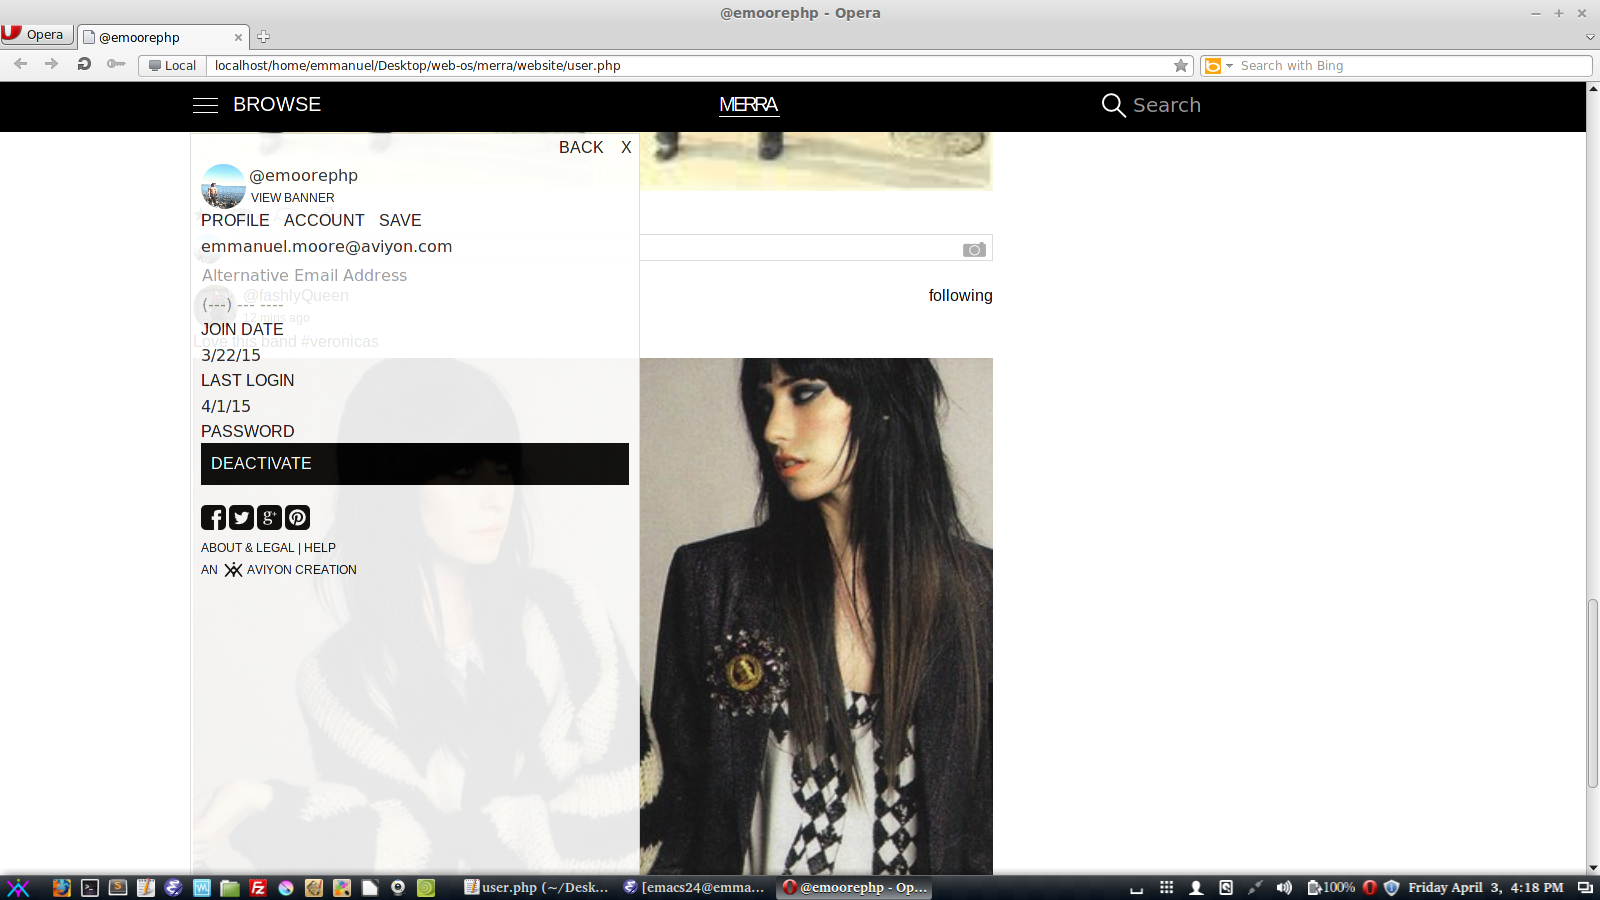 @emoorephp - Opera
Opera
@emoorephp
Local
localhost/home/emmanuel/Desktop/web-os/merra/website/user.php
Search with Bing
BROWSE
MERRA
Search
BACK X
@emoorephp
VIEW BANNER
PROFILE ACCOUNT SAVE
emmanuel.moore@aviyon.com
Alternative Email Address
@fashlyQueen
following
(---) --- ----
12 mins ago
JOIN DATE
Love this band #veronicas
3/22/15
LAST LOGIN
4/1/15
PASSWORD
DEACTIVATE
ABOUT & LEGAL | HELP
AN AVIYON CREATION
user.php (~/Desk...
[emacs24@emma...
@emoorephp - Op...
100%
Friday April 3, 4:18 PM